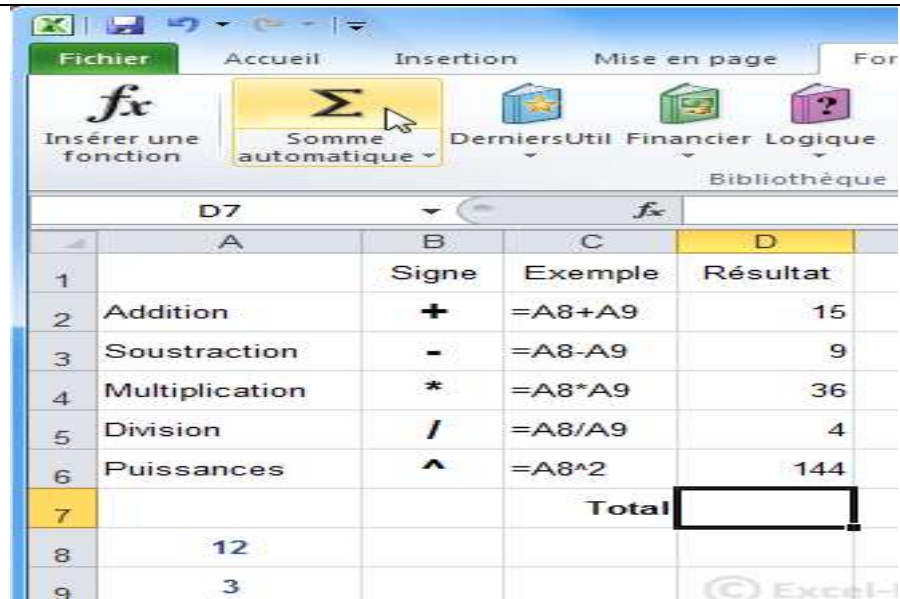 Fichier Accueil Insertion Mise en page For
fx Σ ?
Insérer une Somme DerniersUtil Financier Logique
fonction automatique
Bibliothèque
D7 fx
A B C D
1 Signe Exemple Résultat
2 Addition + =A8+A9 15
3 Soustraction - =A8-A9 9
4 Multiplication * =A8*A9 36
5 Division / =A8/A9 4
6 Puissances ^ =A8^2 144
7 Total
8 12
9 3
© Excel-